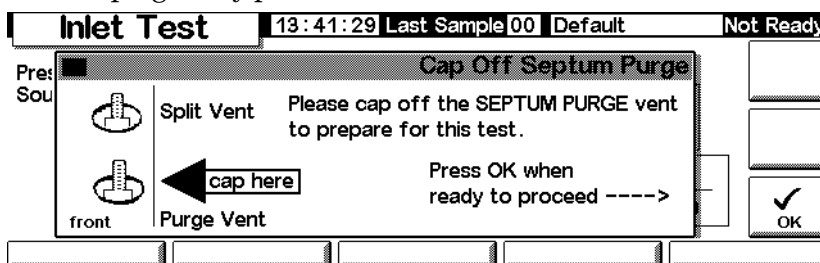 Inlet Test 13:41:29 Last Sample 00 Default Not Ready
Cap Off Septum Purge
Split Vent
Please cap off the SEPTUM PURGE vent
to prepare for this test.
cap here
Press OK when
ready to proceed ---->
front
Purge Vent
OK